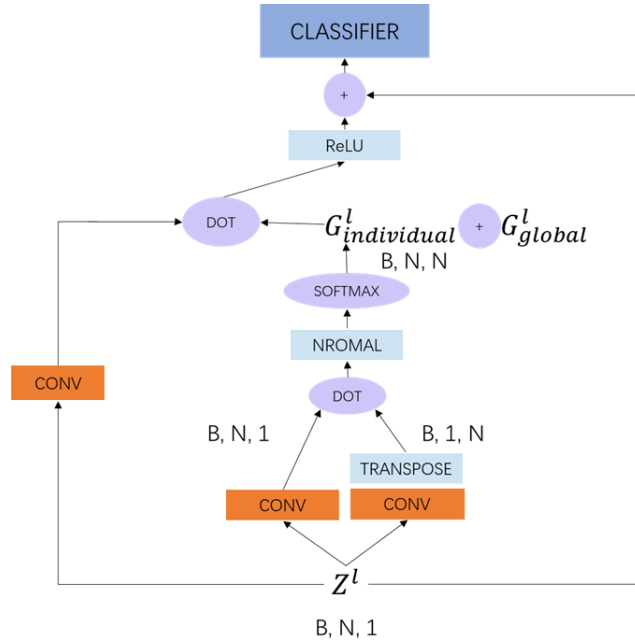 CLASSIFIER
+
ReLU
DOT
G^l_individual + G^l_global
B, N, N
SOFTMAX
NROMAL
CONV
DOT
B, N, 1
B, 1, N
TRANSPOSE
CONV
CONV
Z^l
B, N, 1